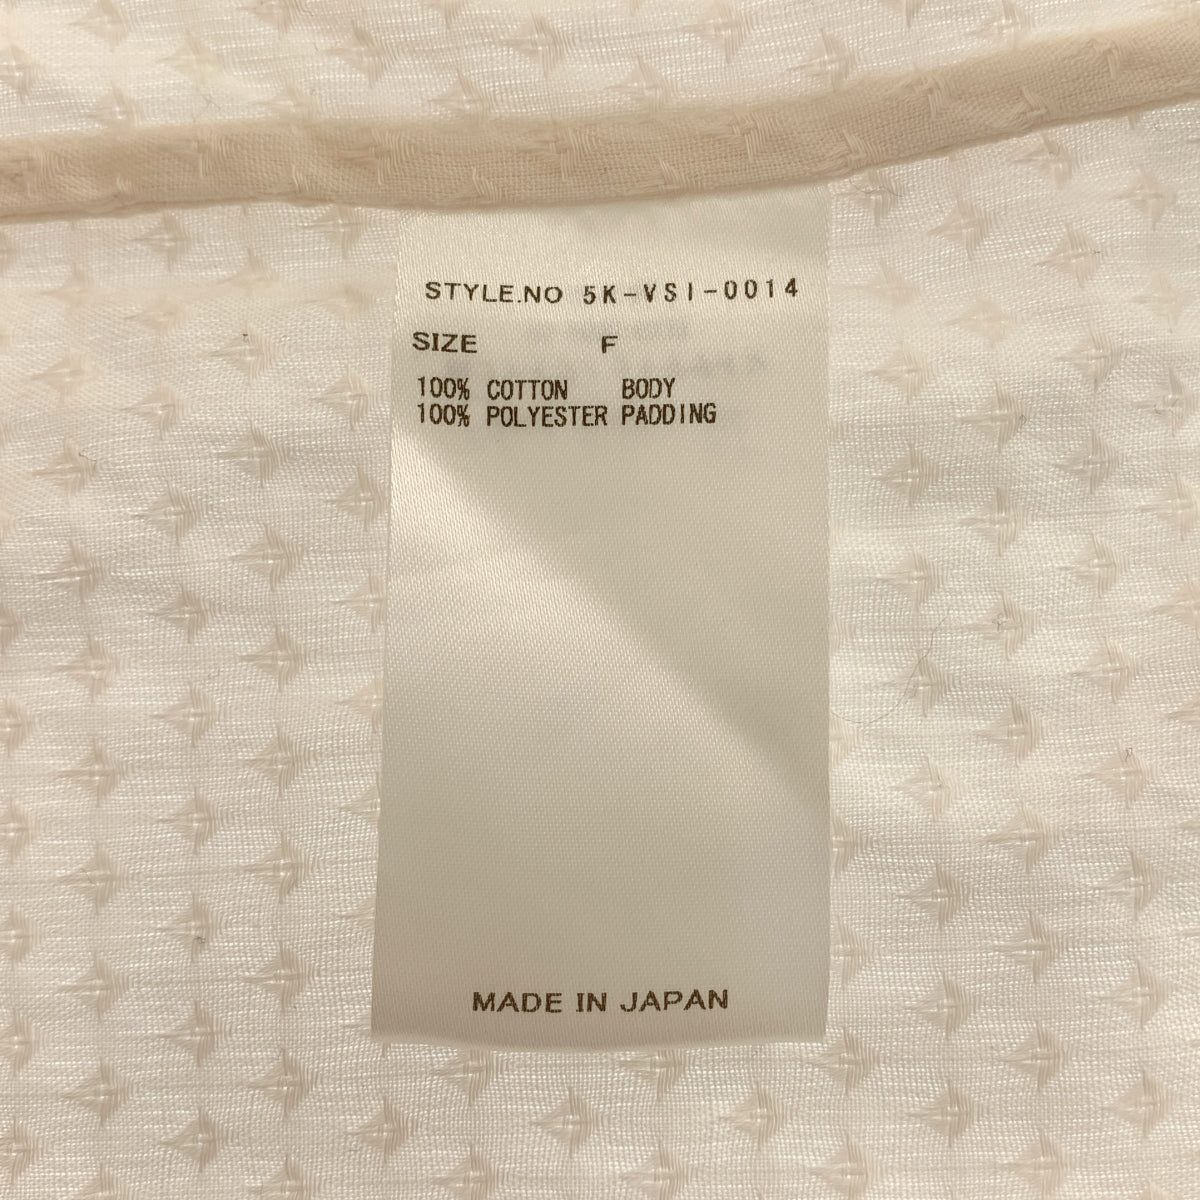 STYLE.NO 5K-VSI-0014
SIZE F
100% COTTON BODY
100% POLYESTER PADDING
MADE IN JAPAN